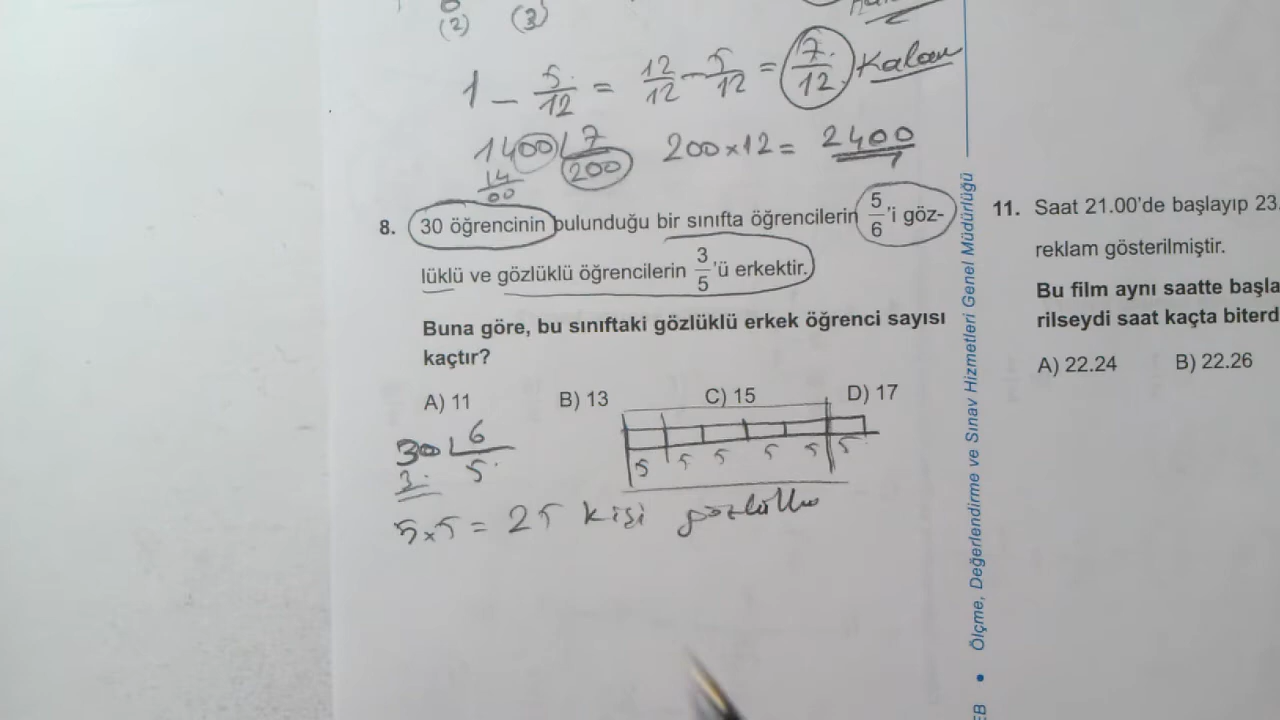 (2) (3)
1 - 5/12 = 12/12 - 5/12 = 7/12 Kalan
1400 7 200 x 12 = 2400
14 200
00
8. 30 öğrencinin bulunduğu bir sınıfta öğrencilerin 5/6 'i göz-
lüklü ve gözlüklü öğrencilerin 3/5 'ü erkektir.
Buna göre, bu sınıftaki gözlüklü erkek öğrenci sayısı
kaçtır?
A) 11 B) 13 C) 15 D) 17
30 6
3 5
5 5 5 5 5 5
5x5 = 25 kişi gözlüklü
Ölçme, Değerlendirme ve Sınav Hizmetleri Genel Müdürlüğü
EB •
11. Saat 21.00'de başlayıp 23.
reklam gösterilmiştir.
Bu film aynı saatte başla
rilseydi saat kaçta biterd
A) 22.24 B) 22.26